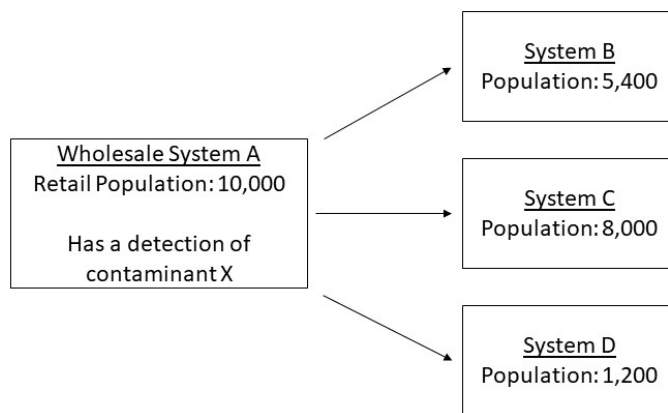 Wholesale System A
Retail Population: 10,000
Has a detection of
contaminant X
System B
Population: 5,400
System C
Population: 8,000
System D
Population: 1,200